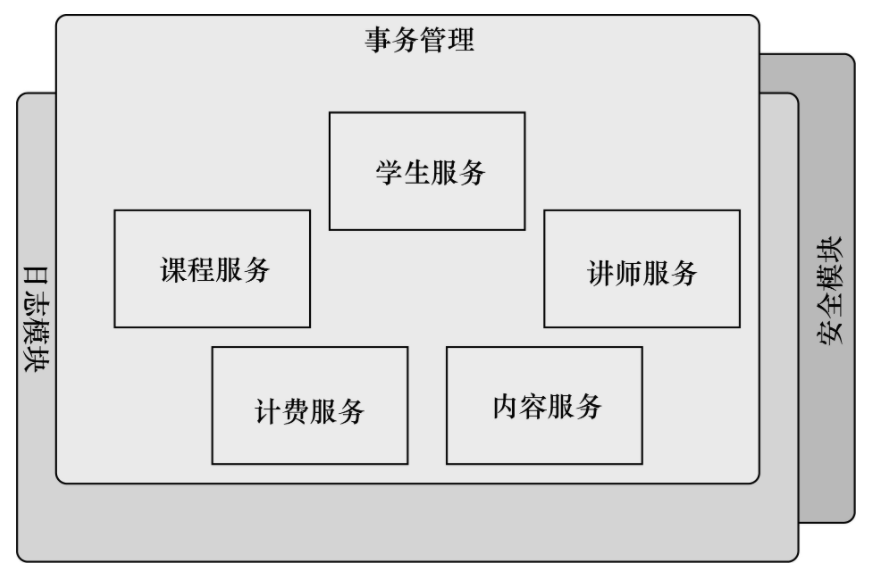 事务管理
学生服务
课程服务
讲师服务
日志模块
安全模块
计费服务
内容服务